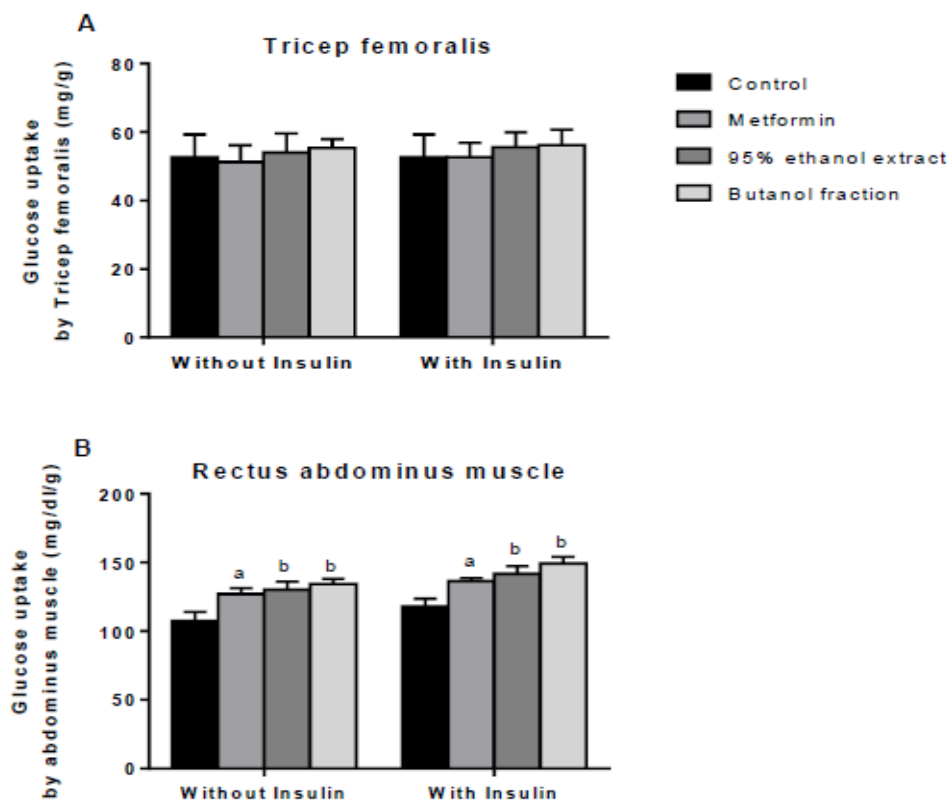 A
Tricep femoralis
Glucose uptake
by Tricep femoralis (mg/g)
80
60
40
20
0
Without Insulin
With Insulin
Control
Metformin
95% ethanol extract
Butanol fraction
B
Rectus abdominus muscle
Glucose uptake
by abdominus muscle (mg/dl/g)
200
150
100
50
0
a
b
b
a
b
b
Without Insulin
With Insulin